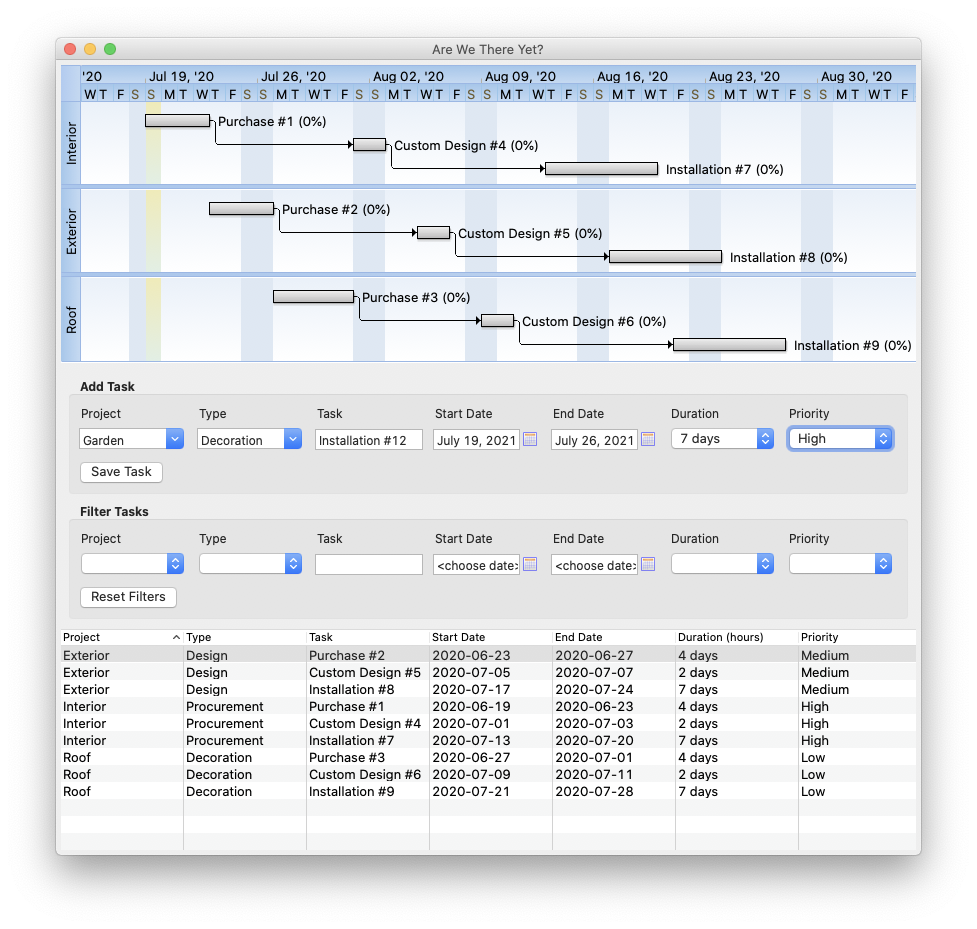 Are We There Yet?
'20 Jul 19, '20 Jul 26, '20 Aug 02, '20 Aug 09, '20 Aug 16, '20 Aug 23, '20 Aug 30, '20
W T F S S M T W T F S S M T W T F S S M T W T F S S M T W T F S S M T W T F S S M T W T F S S M T W T F
Interior
Purchase #1 (0%)
Custom Design #4 (0%)
Installation #7 (0%)
Exterior
Purchase #2 (0%)
Custom Design #5 (0%)
Installation #8 (0%)
Roof
Purchase #3 (0%)
Custom Design #6 (0%)
Installation #9 (0%)
Add Task
Project Type Task Start Date End Date Duration Priority
Garden Decoration Installation #12 July 19, 2021 July 26, 2021 7 days High
Save Task
Filter Tasks
Project Type Task Start Date End Date Duration Priority
<choose date> <choose date>
Reset Filters
Project Type Task Start Date End Date Duration (hours) Priority
Exterior Design Purchase #2 2020-06-23 2020-06-27 4 days Medium
Exterior Design Custom Design #5 2020-07-05 2020-07-07 2 days Medium
Exterior Design Installation #8 2020-07-17 2020-07-24 7 days Medium
Interior Procurement Purchase #1 2020-06-19 2020-06-23 4 days High
Interior Procurement Custom Design #4 2020-07-01 2020-07-03 2 days High
Interior Procurement Installation #7 2020-07-13 2020-07-20 7 days High
Roof Decoration Purchase #3 2020-06-27 2020-07-01 4 days Low
Roof Decoration Custom Design #6 2020-07-09 2020-07-11 2 days Low
Roof Decoration Installation #9 2020-07-21 2020-07-28 7 days Low